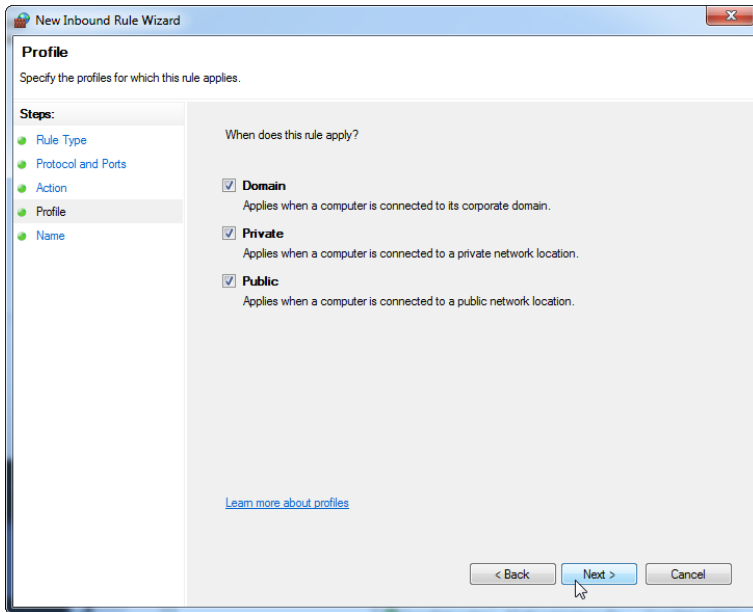 New Inbound Rule Wizard
Profile
Specify the profiles for which this rule applies.
Steps:
Rule Type
Protocol and Ports
Action
Profile
Name
When does this rule apply?
Domain
Applies when a computer is connected to its corporate domain.
Private
Applies when a computer is connected to a private network location.
Public
Applies when a computer is connected to a public network location.
Learn more about profiles
< Back
Next >
Cancel